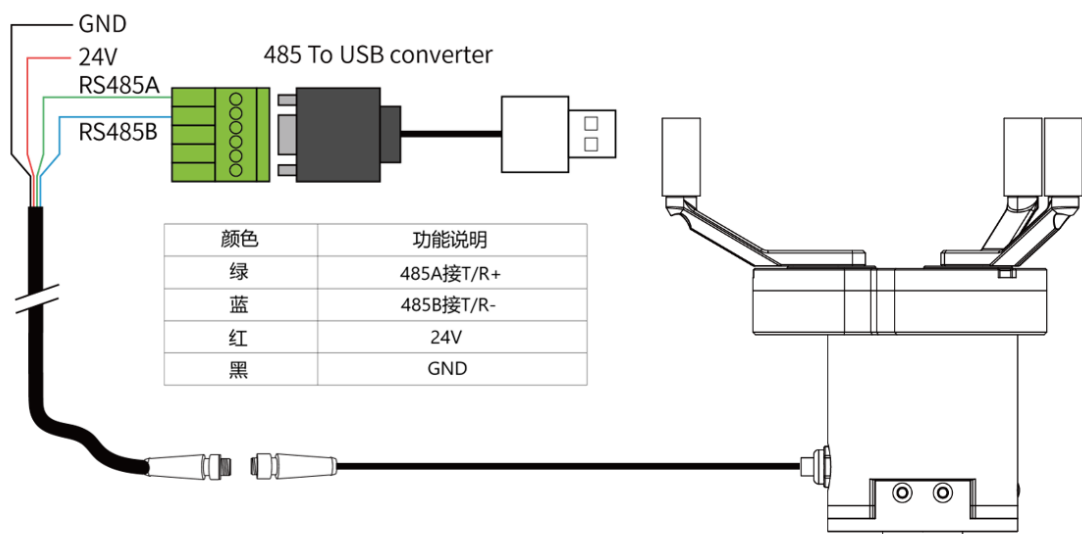 GND
24V
RS485A
RS485B
485 To USB converter
颜色 功能说明
绿 485A接T/R+
蓝 485B接T/R-
红 24V
黑 GND